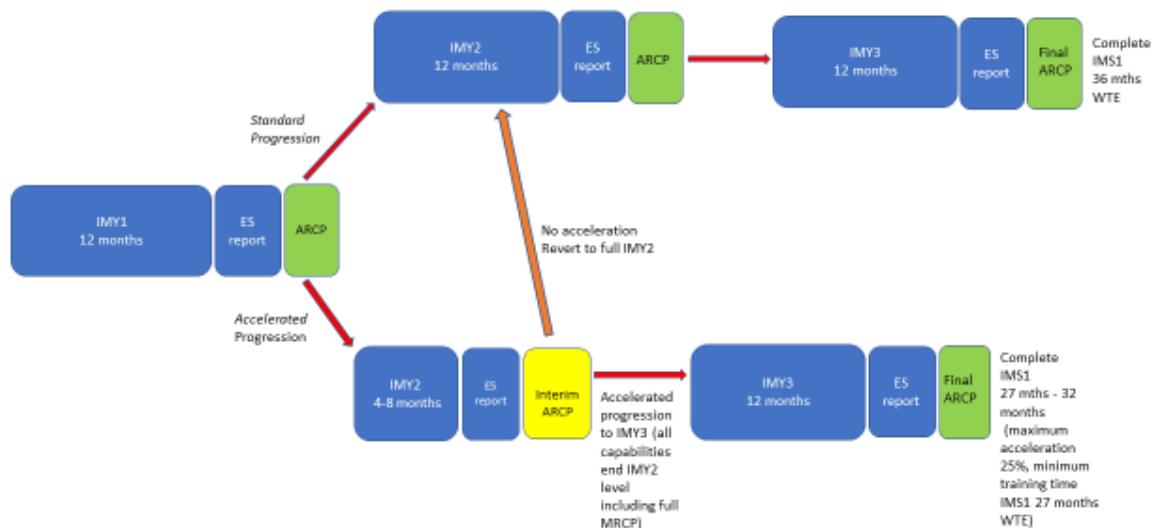 IMY2
12 months
ES
report
ARCP
IMY3
12 months
ES
report
Final
ARCP
Complete
IMS1
36 mths
WTE
Standard
Progression
IMY1
12 months
ES
report
ARCP
No acceleration
Revert to full IMY2
Accelerated
Progression
IMY2
4-8 months
ES
report
Interim
ARCP
Accelerated
progression
to IMY3 (all
capabilities
end IMY2
level
including full
MRCP)
IMY3
12 months
ES
report
Final
ARCP
Complete
IMS1
27 mths - 32
months
(maximum
acceleration
25%, minimum
training time
IMS1 27 months
WTE)